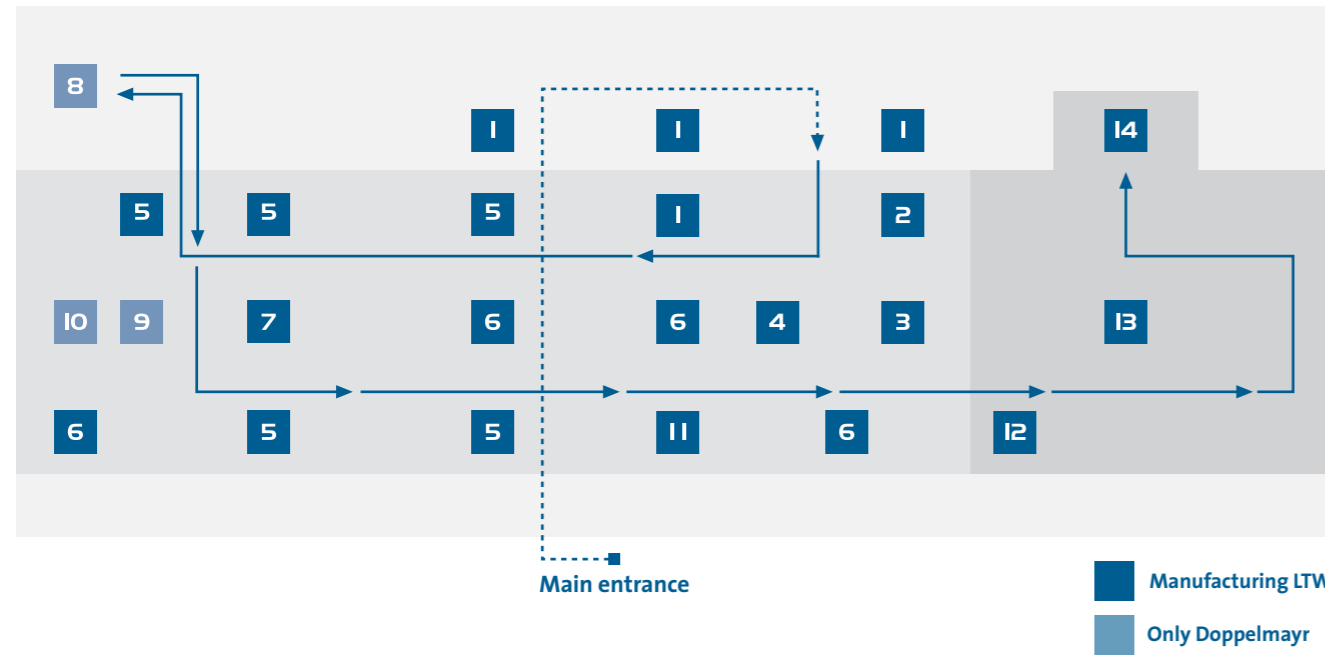 8
1 1 1 14
5 5 5 1 2
10 9 7 6 6 4 3 13
6 5 5 11 6 12
Main entrance
Manufacturing LTW
Only Doppelmayr